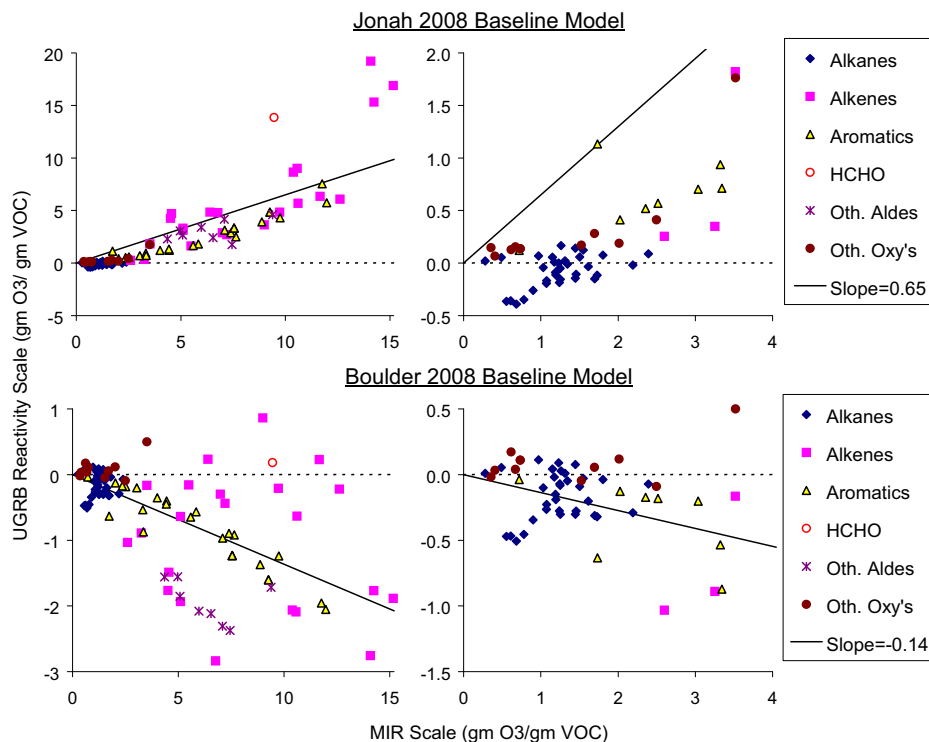 Jonah 2008 Baseline Model
20
15
10
5
0
-5
0
5
10
15
2.0
1.5
1.0
0.5
0.0
-0.5
0
1
2
3
4
Alkanes
Alkenes
Aromatics
HCHO
Oth. Aldes
Oth. Oxy's
Slope=0.65
UGRB Reactivity Scale (gm O3/ gm VOC)
Boulder 2008 Baseline Model
1
0
-1
-2
-3
0
5
10
15
0.5
0.0
-0.5
-1.0
-1.5
0
1
2
3
4
Alkanes
Alkenes
Aromatics
HCHO
Oth. Aldes
Oth. Oxy's
Slope=-0.14
MIR Scale (gm O3/gm VOC)